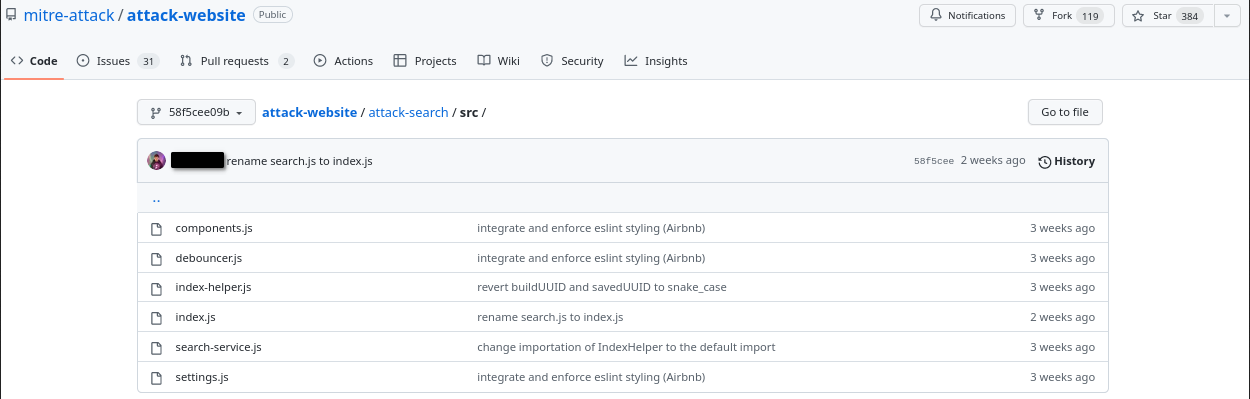 mitre-attack / attack-website Public Notifications Fork 119 Star 384
Code Issues 31 Pull requests 2 Actions Projects Wiki Security Insights
58f5cee09b attack-website / attack-search / src / Go to file
rename search.js to index.js 58f5cee 2 weeks ago History
..
components.js integrate and enforce eslint styling (Airbnb) 3 weeks ago
debouncer.js integrate and enforce eslint styling (Airbnb) 3 weeks ago
index-helper.js revert buildUUID and savedUUID to snake_case 3 weeks ago
index.js rename search.js to index.js 2 weeks ago
search-service.js change importation of IndexHelper to the default import 3 weeks ago
settings.js integrate and enforce eslint styling (Airbnb) 3 weeks ago